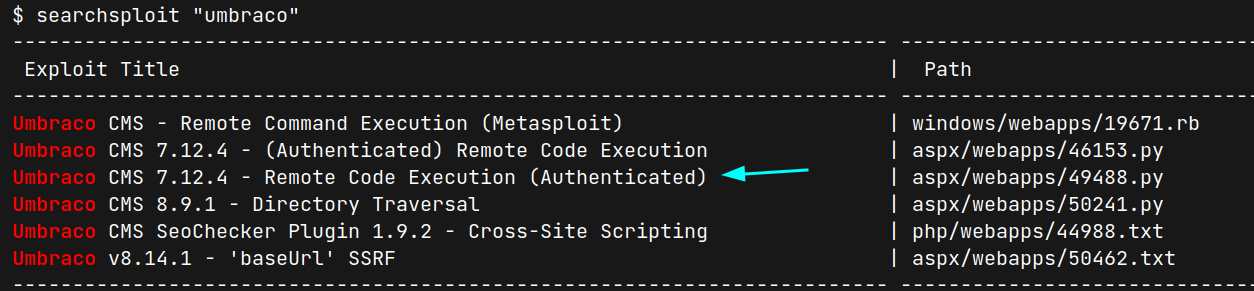 $ searchsploit "umbraco"
---------------------------------------------------------------------------------- ---------------------------------
Exploit Title | Path
---------------------------------------------------------------------------------- ---------------------------------
Umbraco CMS - Remote Command Execution (Metasploit) | windows/webapps/19671.rb
Umbraco CMS 7.12.4 - (Authenticated) Remote Code Execution | aspx/webapps/46153.py
Umbraco CMS 7.12.4 - Remote Code Execution (Authenticated) | aspx/webapps/49488.py
Umbraco CMS 8.9.1 - Directory Traversal | aspx/webapps/50241.py
Umbraco CMS SeoChecker Plugin 1.9.2 - Cross-Site Scripting | php/webapps/44988.txt
Umbraco v8.14.1 - 'baseUrl' SSRF | aspx/webapps/50462.txt
---------------------------------------------------------------------------------- ---------------------------------